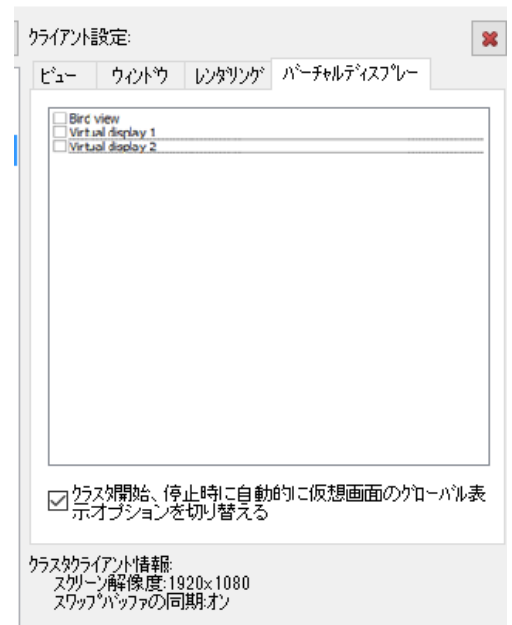 クライアント設定:
ビュー ウィンドウ レンダリング バーチャルディスプレー
Bird view
Virtual display 1
Virtual display 2
クラスタ開始、停止時に自動的に仮想画面のグローバル表
示オプションを切り替える
クラスタクライアント情報:
スクリーン解像度:1920x1080
スワップバッファの同期:オン